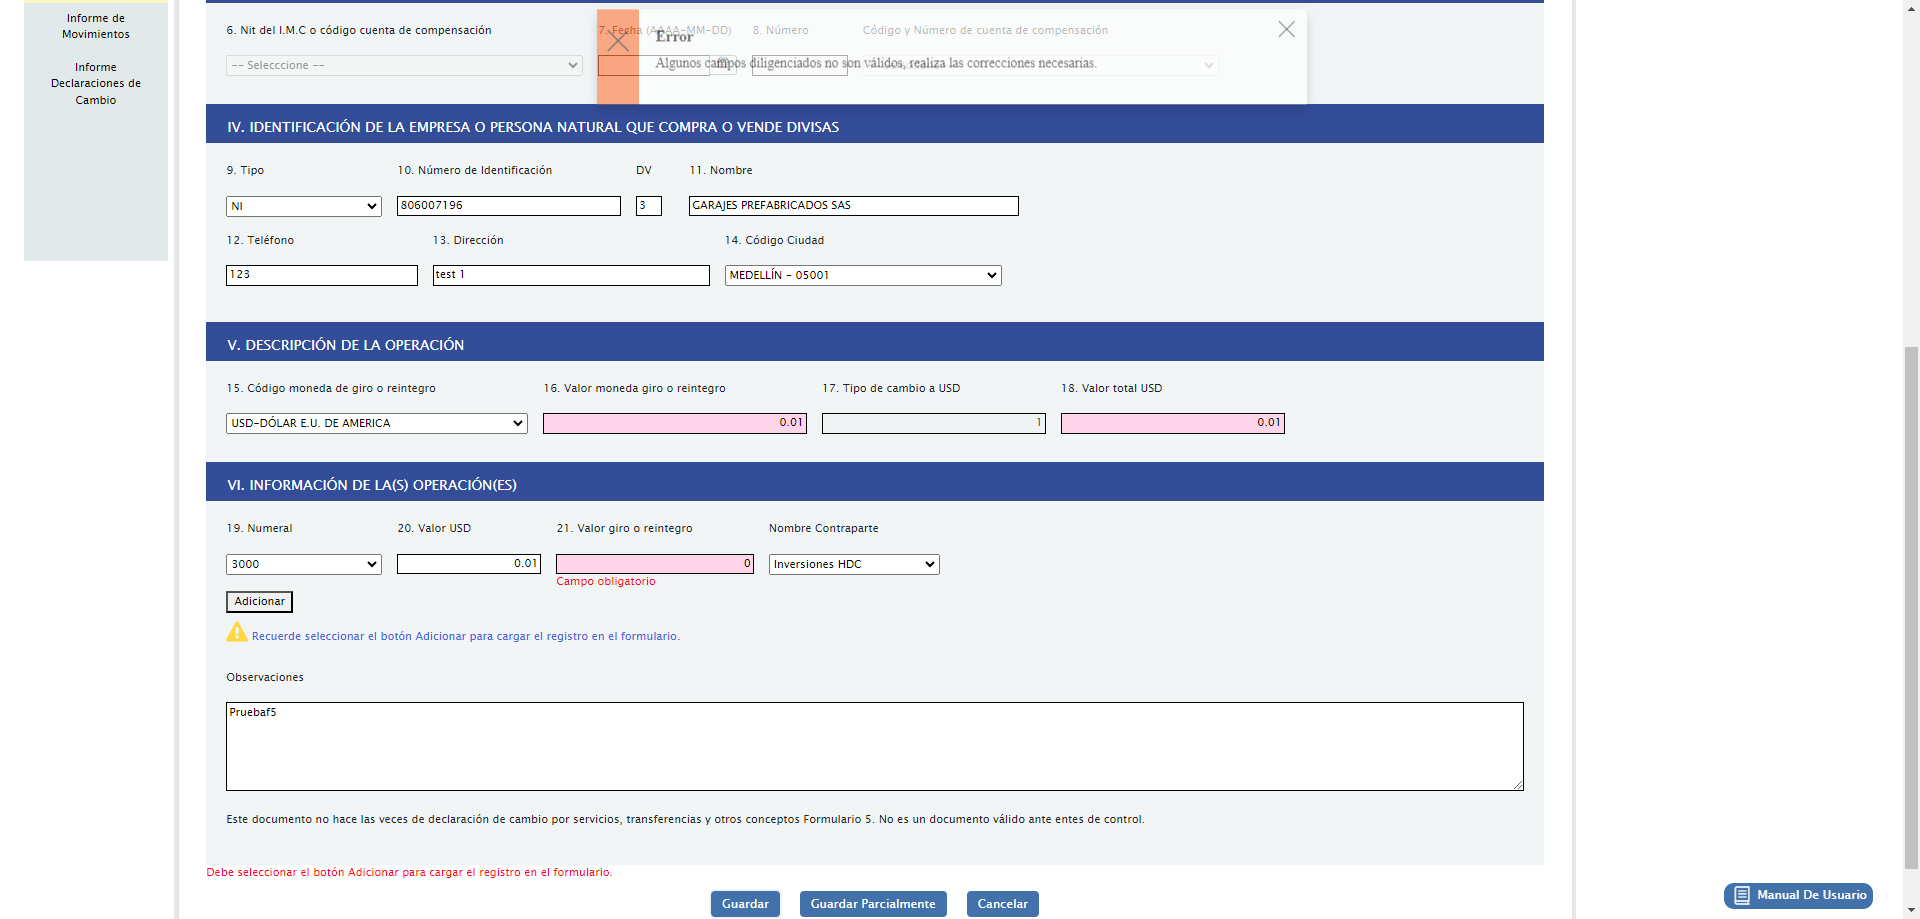 Informe de
Movimientos
Informe
Declaraciones de
Cambio
6. Nit del I.M.C o código cuenta de compensación
7. Fecha (AAAA-MM-DD)
8. Número
Código y Número de cuenta de compensación
-- Selecccione --
Error
Algunos campos diligenciados no son válidos, realiza las correcciones necesarias.
IV. IDENTIFICACIÓN DE LA EMPRESA O PERSONA NATURAL QUE COMPRA O VENDE DIVISAS
9. Tipo
10. Número de Identificación
DV
11. Nombre
NI
806007196
3
GARAJES PREFABRICADOS SAS
12. Teléfono
13. Dirección
14. Código Ciudad
123
test 1
MEDELLÍN - 05001
V. DESCRIPCIÓN DE LA OPERACIÓN
15. Código moneda de giro o reintegro
16. Valor moneda giro o reintegro
17. Tipo de cambio a USD
18. Valor total USD
USD-DÓLAR E.U. DE AMERICA
0.01
1
0.01
VI. INFORMACIÓN DE LA(S) OPERACIÓN(ES)
19. Numeral
20. Valor USD
21. Valor giro o reintegro
Nombre Contraparte
3000
0.01
0
Inversiones HDC
Campo obligatorio
Adicionar
Recuerde seleccionar el botón Adicionar para cargar el registro en el formulario.
Observaciones
Pruebaf5
Este documento no hace las veces de declaración de cambio por servicios, transferencias y otros conceptos Formulario 5. No es un documento válido ante entes de control.
Debe seleccionar el botón Adicionar para cargar el registro en el formulario.
Guardar
Guardar Parcialmente
Cancelar
Manual De Usuario